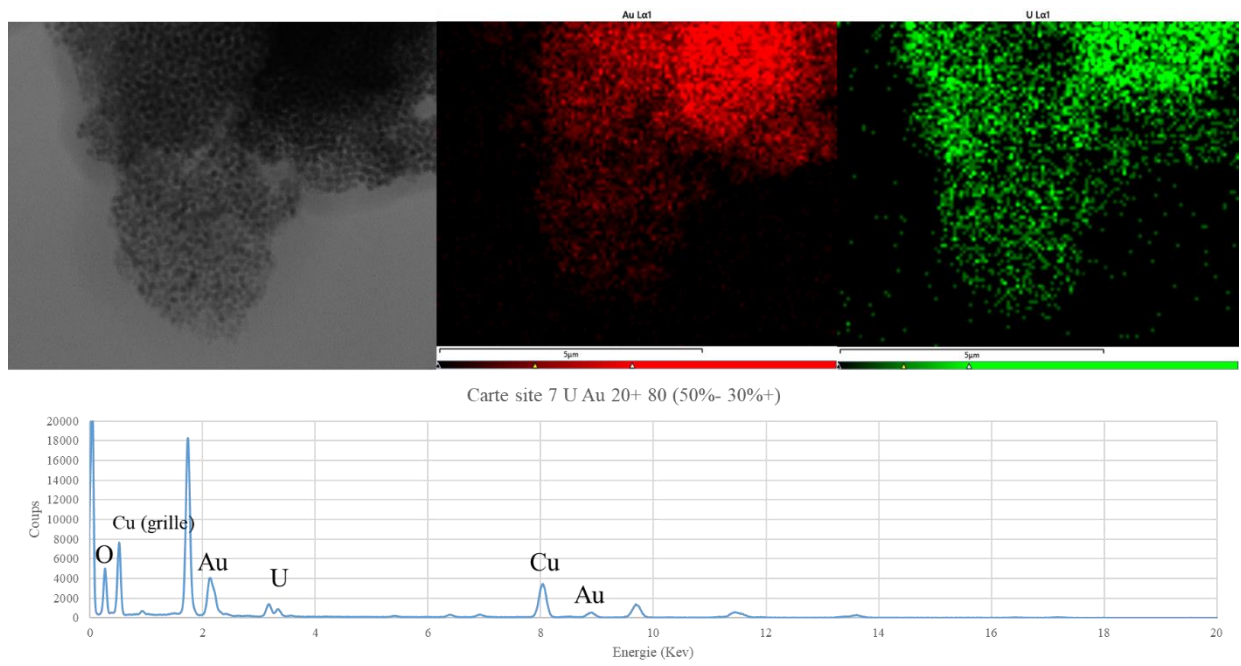 Au Lα1
U Lα1
5µm
5µm
Carte site 7 U Au 20+ 80 (50%- 30%+)
20000
18000
16000
14000
12000
10000
8000
6000
4000
2000
0
Coups
O
Cu (grille)
Au
U
Cu
Au
0 2 4 6 8 10 12 14 16 18 20
Energie (Kev)